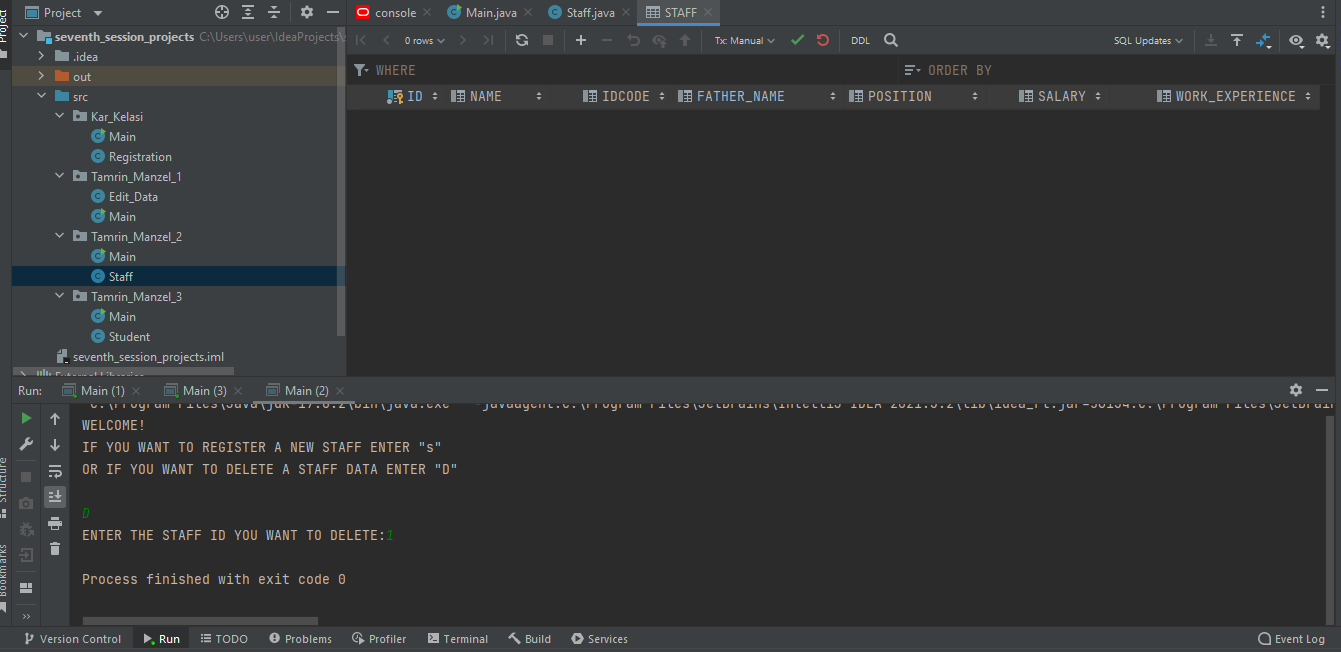 Project
console
Main.java
Staff.java
STAFF
seventh_session_projects C:\Users\user\IdeaProjects\s
0 rows
Tx: Manual
DDL
SQL Updates
.idea
WHERE
ORDER BY
out
ID
NAME
IDCODE
FATHER_NAME
POSITION
SALARY
WORK_EXPERIENCE
src
Kar_Kelasi
Main
Registration
Tamrin_Manzel_1
Edit_Data
Main
Tamrin_Manzel_2
Main
Staff
Tamrin_Manzel_3
Main
Student
seventh_session_projects.iml
External Libraries
Run:
Main (1)
Main (3)
Main (2)
WELCOME!
IF YOU WANT TO REGISTER A NEW STAFF ENTER "s"
OR IF YOU WANT TO DELETE A STAFF DATA ENTER "D"
D
ENTER THE STAFF ID YOU WANT TO DELETE:1
Process finished with exit code 0
Structure
Bookmarks
Version Control
Run
TODO
Problems
Profiler
Terminal
Build
Services
Event Log